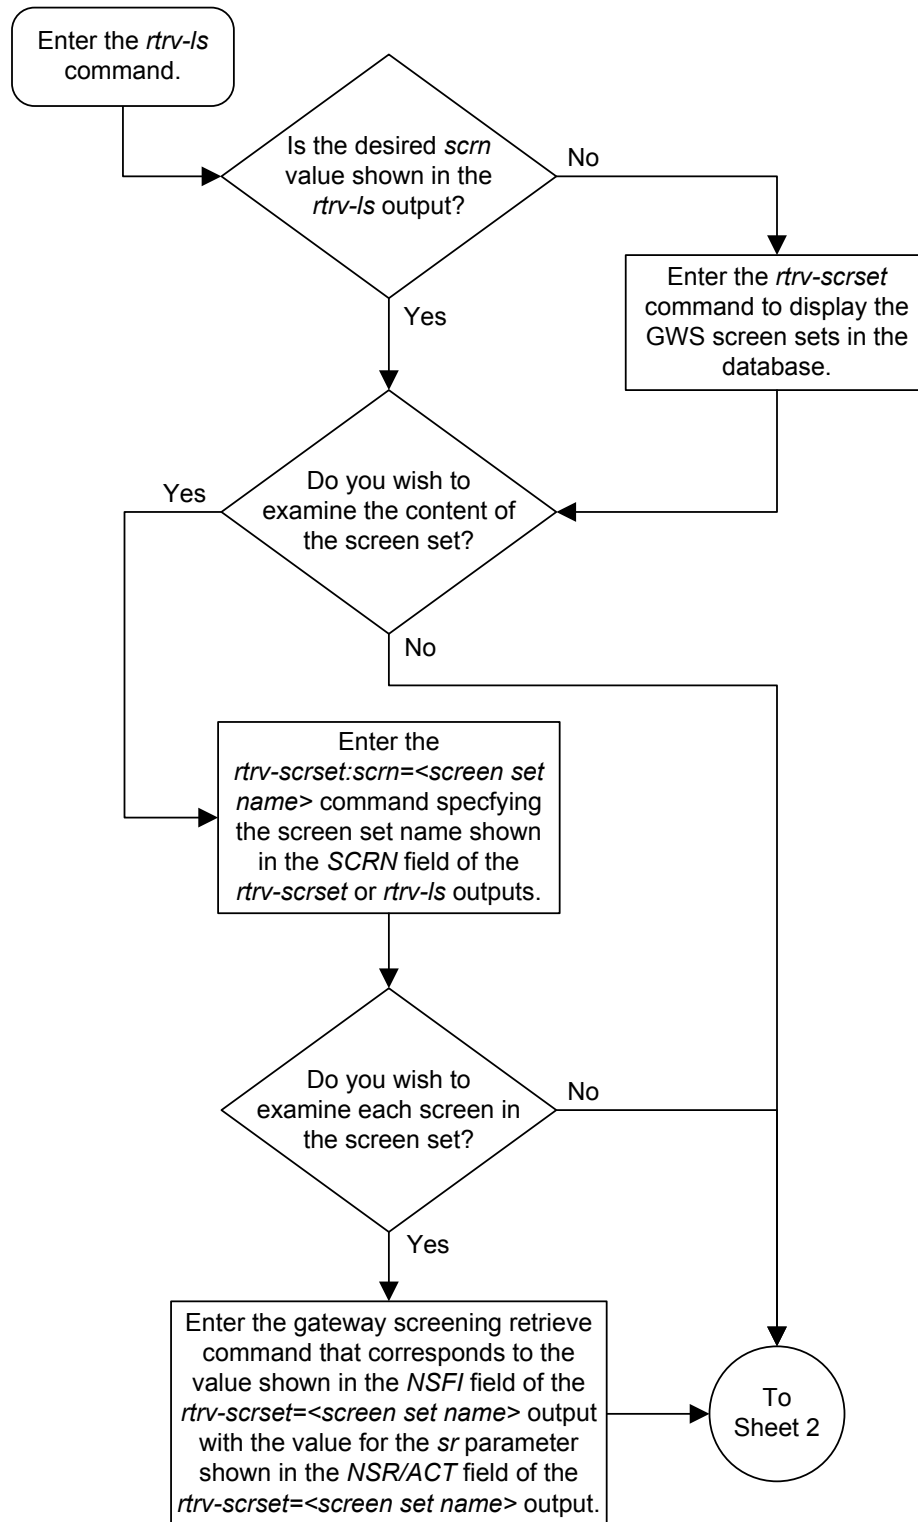 Enter the rtrv-ls
command.
Is the desired scrn
value shown in the
rtrv-ls output?
No
Yes
Enter the rtrv-scrset
command to display the
GWS screen sets in the
database.
Do you wish to
examine the content of
the screen set?
Yes
No
Enter the
rtrv-scrset:scrn=<screen set
name> command specfying
the screen set name shown
in the SCRN field of the
rtrv-scrset or rtrv-ls outputs.
Do you wish to
examine each screen in
the screen set?
No
Yes
Enter the gateway screening retrieve
command that corresponds to the
value shown in the NSFI field of the
rtrv-scrset=<screen set name> output
with the value for the sr parameter
shown in the NSR/ACT field of the
rtrv-scrset=<screen set name> output.
To
Sheet 2